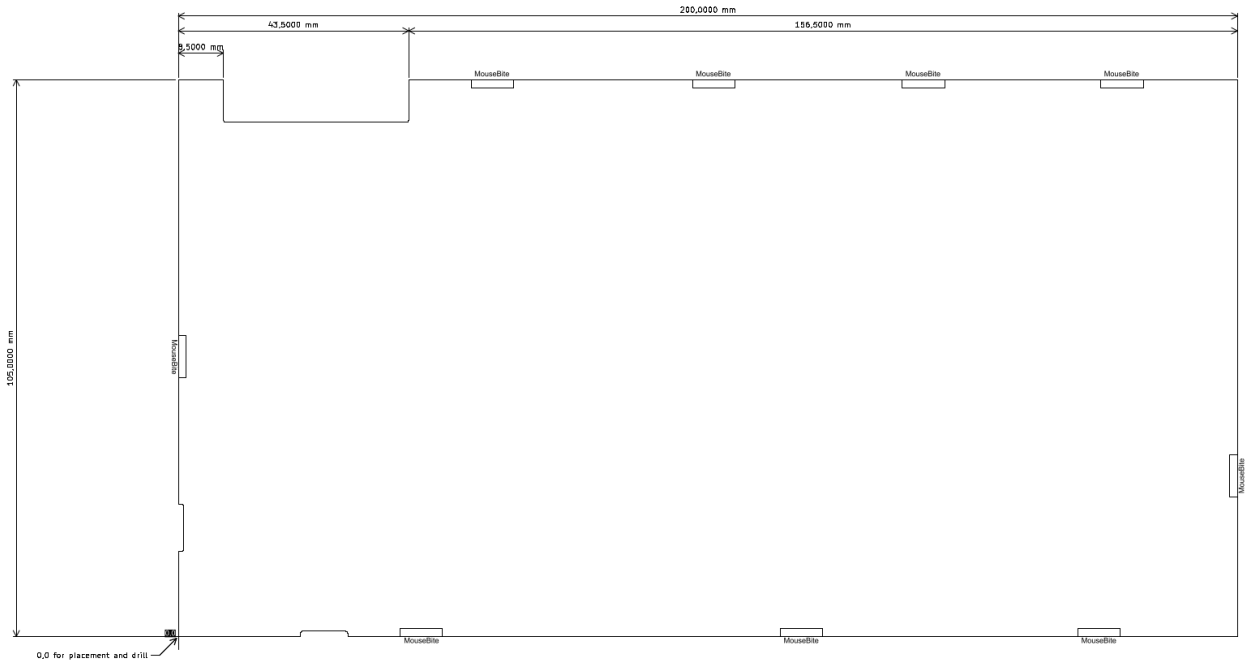 200,0000 mm
43,5000 mm
156,5000 mm
8,5000 mm
MouseBite
MouseBite
MouseBite
MouseBite
105,0000 mm
MouseBite
MouseBite
MouseBite
MouseBite
MouseBite
0,0 for placement and drill